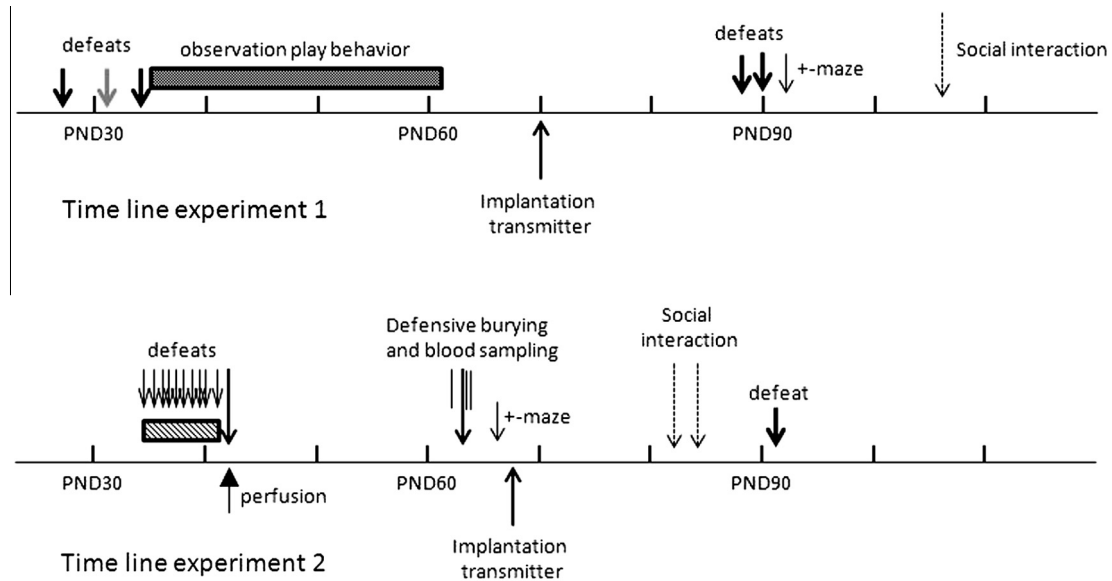 defeats
observation play behavior
defeats
+-maze
Social interaction
PND30
PND60
PND90
Implantation
transmitter
Time line experiment 1
defeats
Defensive burying
and blood sampling
+-maze
Social
interaction
defeat
PND30
PND60
PND90
perfusion
Implantation
transmitter
Time line experiment 2